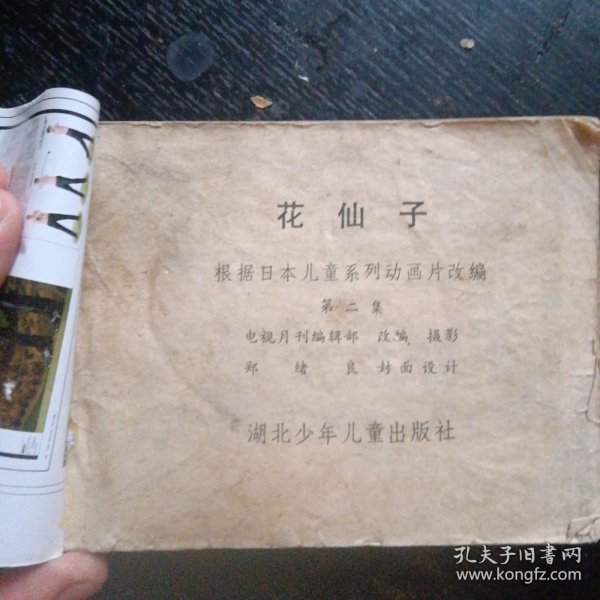 花仙子
根据日本儿童系列动画片改编
第二集
电视月刊编辑部 改编 摄影
郑绪良 封面设计
湖北少年儿童出版社
孔夫子旧书网
www.kongfz.com